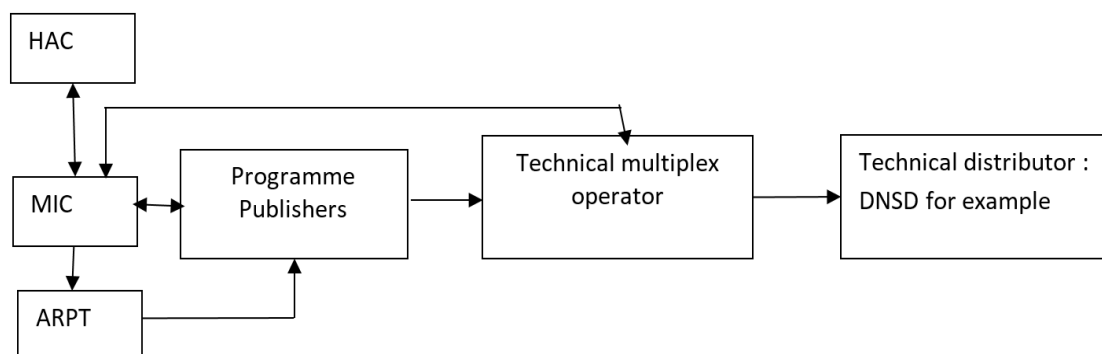 HAC
MIC
ARPT
Programme
Publishers
Technical multiplex
operator
Technical distributor :
DNSD for example